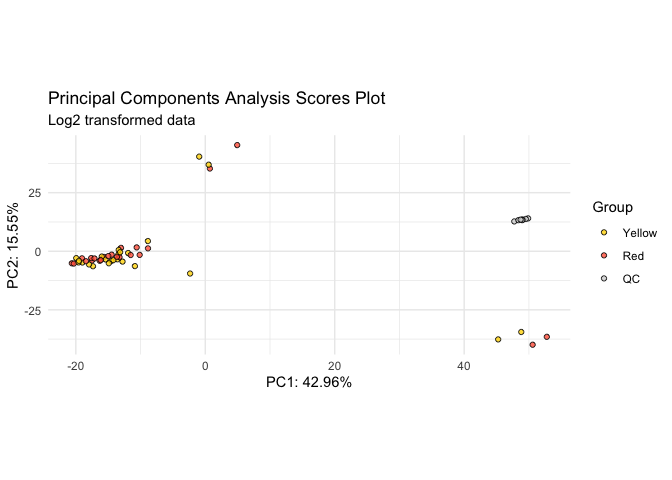 Principal Components Analysis Scores Plot
Log2 transformed data
PC2: 15.55%
25
0
-25
-20
0
20
40
PC1: 42.96%
Group
Yellow
Red
QC